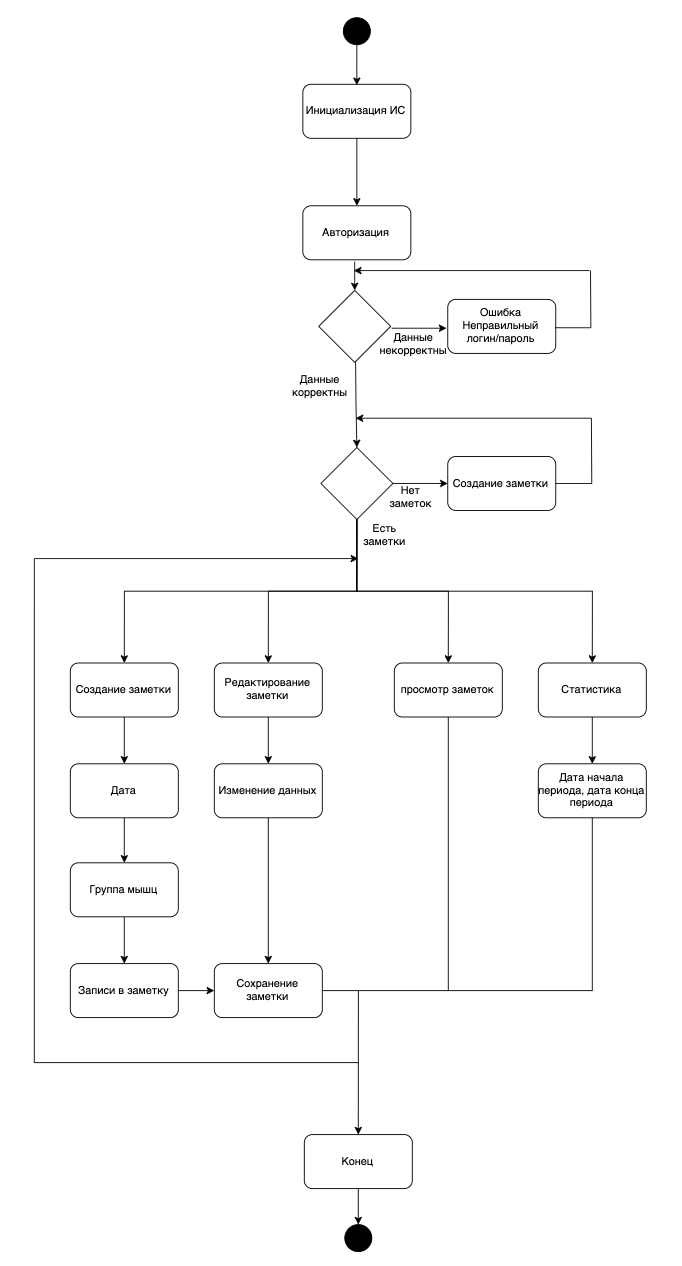 Инициализация ИС
Авторизация
Ошибка
Неправильный
логин/пароль
Данные
некорректны
Данные
корректны
Создание заметки
Нет
заметок
Есть
заметки
Создание заметки
Редактирование
заметки
просмотр заметок
Статистика
Дата
Изменение данных
Дата начала
периода, дата конца
периода
Группа мышц
Записи в заметку
Сохранение
заметки
Конец